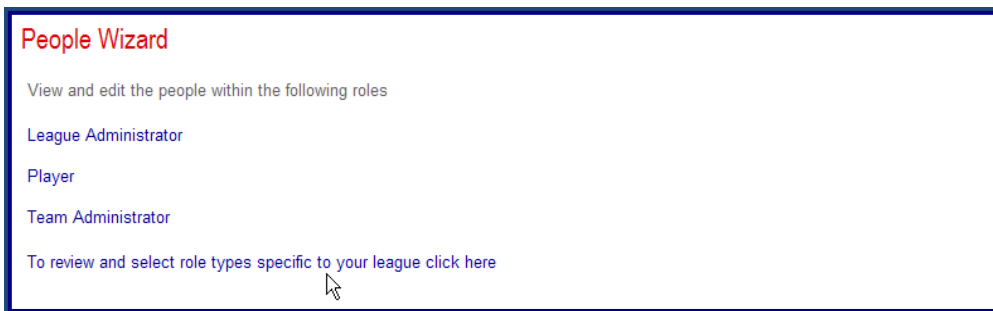 People Wizard
View and edit the people within the following roles
League Administrator
Player
Team Administrator
To review and select role types specific to your league click here